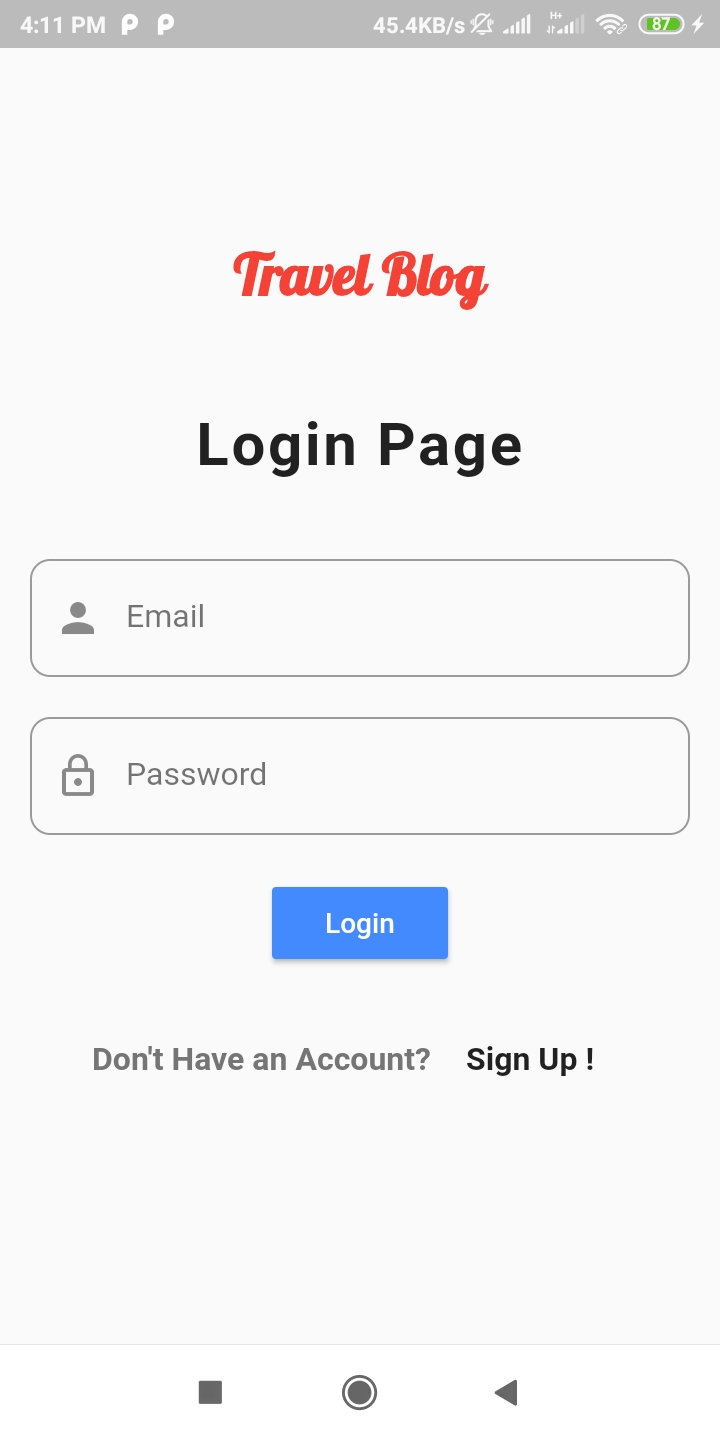 4:11 PM 45.4KB/s H+ 87
Travel Blog
Login Page
Email
Password
Login
Don't Have an Account? Sign Up !